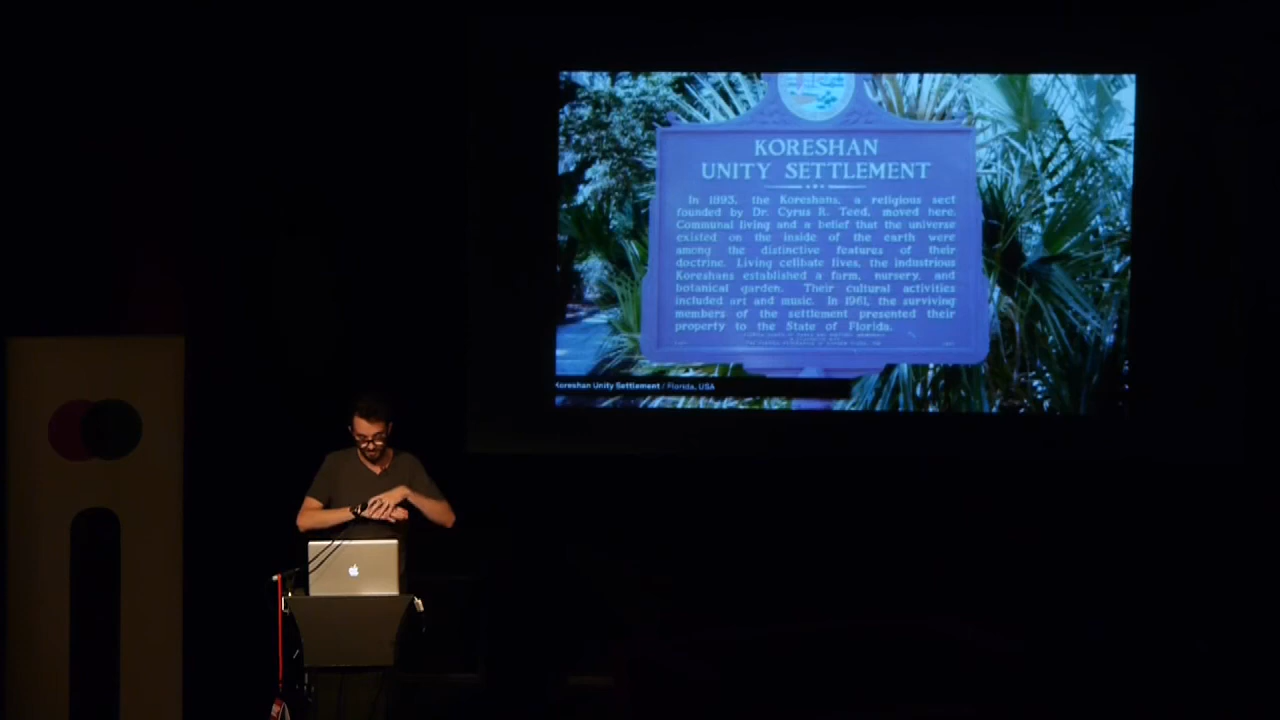 KORESHAN
UNITY SETTLEMENT
In 1893, the Koreshans, a religious sect
founded by Dr. Cyrus R. Teed, moved here.
Communal living and a belief that the universe
existed on the inside of the earth were
among the distinctive features of their
doctrine. Living celibate lives, the industrious
Koreshans established a farm, nursery, and
botanical garden. Their cultural activities
included art and music. In 1961, the surviving
members of the settlement presented their
property to the State of Florida.
Koreshan Unity Settlement / Florida, USA